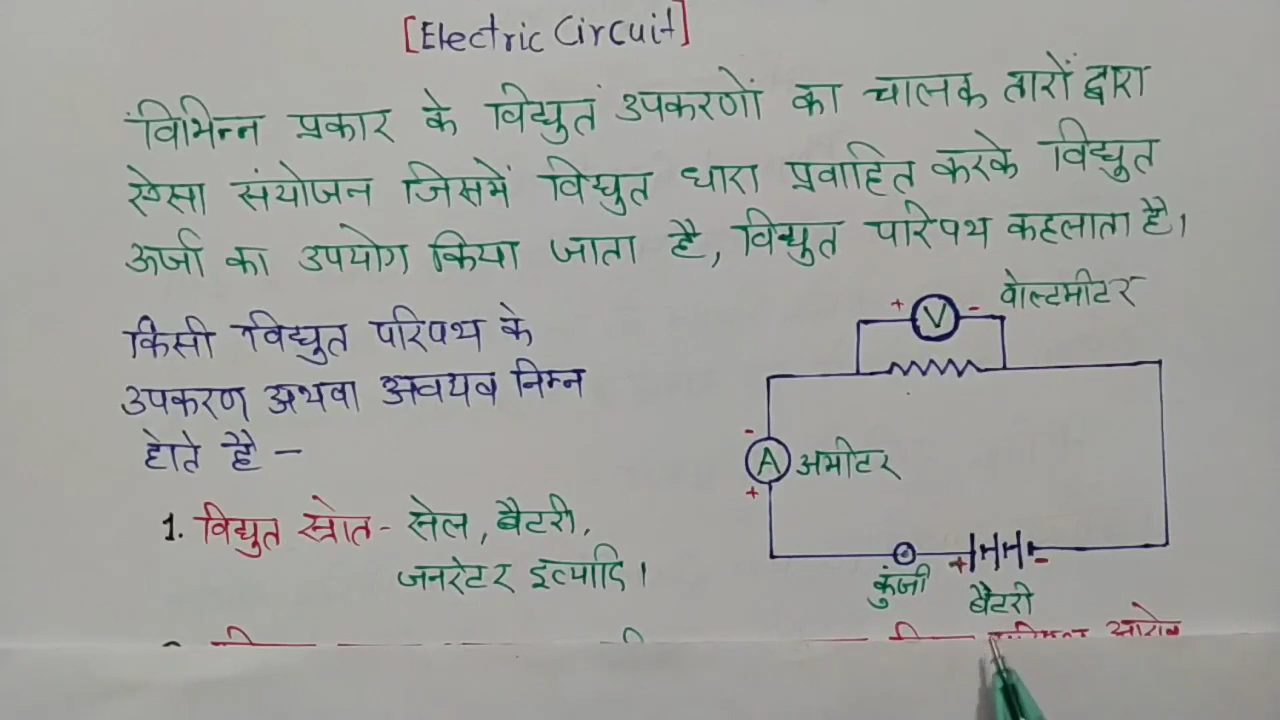 [Electric Circuit]
विभिन्न प्रकार के विद्युत उपकरणों का चालक तारों द्वारा
ऐसा संयोजन जिसमें विद्युत धारा प्रवाहित करके विद्युत
ऊर्जा का उपयोग किया जाता है, विद्युत परिपथ कहलाता है।
किसी विद्युत परिपथ के
उपकरण अथवा अवयव निम्न
होते है -
1. विद्युत स्रोत - सेल, बैटरी,
जनरेटर इत्यादि।
+ V - वोल्टमीटर
-
A अमीटर
+
+ -
कुंजी
बैटरी